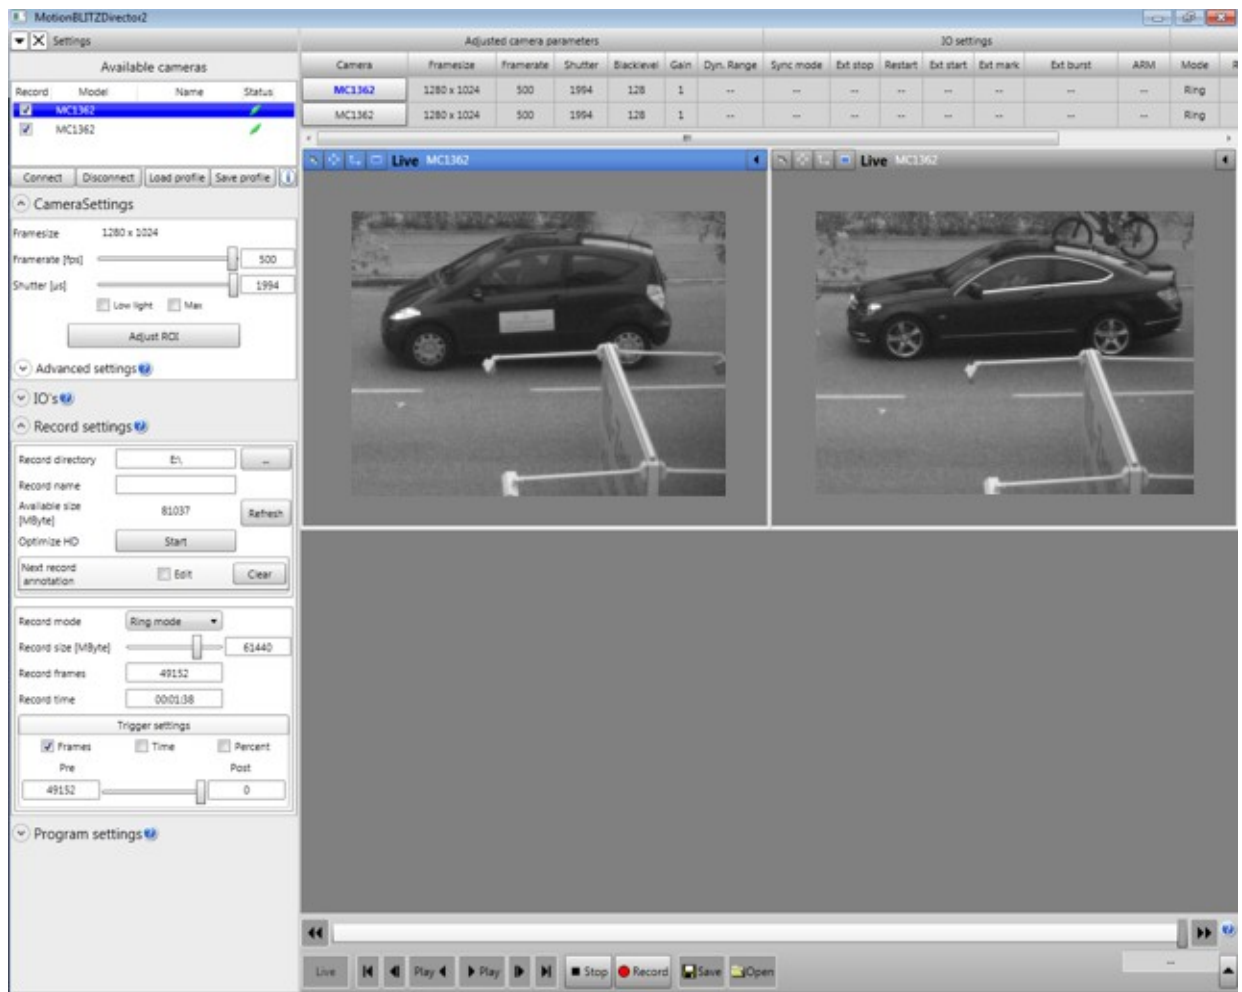 MotionBLITZDirector2
Settings
Available cameras
Record Model Name Status
MC1362
MC1362
Connect Disconnect Load profile Save profile i
CameraSettings
Framesize 1280 x 1024
Framerate [fps] 500
Shutter [µs] 1994
Low light Max
Adjust ROI
Advanced settings
IO's
Record settings
Record directory E:\ ...
Record name
Available size [MByte] 81037 Refresh
Optimize HD Start
Next record annotation Edit Clear
Record mode Ring mode
Record size [MByte] 61440
Record frames 49152
Record time 00:01:38
Trigger settings
Frames Time Percent
Pre Post
49152 0
Program settings
Adjusted camera parameters IO settings
Camera Framesize Framerate Shutter Blacklevel Gain Dyn. Range Sync mode Ext stop Restart Ext start Ext mark Ext burst ARM Mode R
MC1362 1280 x 1024 500 1994 128 1 -- -- -- -- -- -- -- -- Ring
MC1362 1280 x 1024 500 1994 128 1 -- -- -- -- -- -- -- -- Ring
Live MC1362
Live MC1362
Live Play Play Stop Record Save Open --